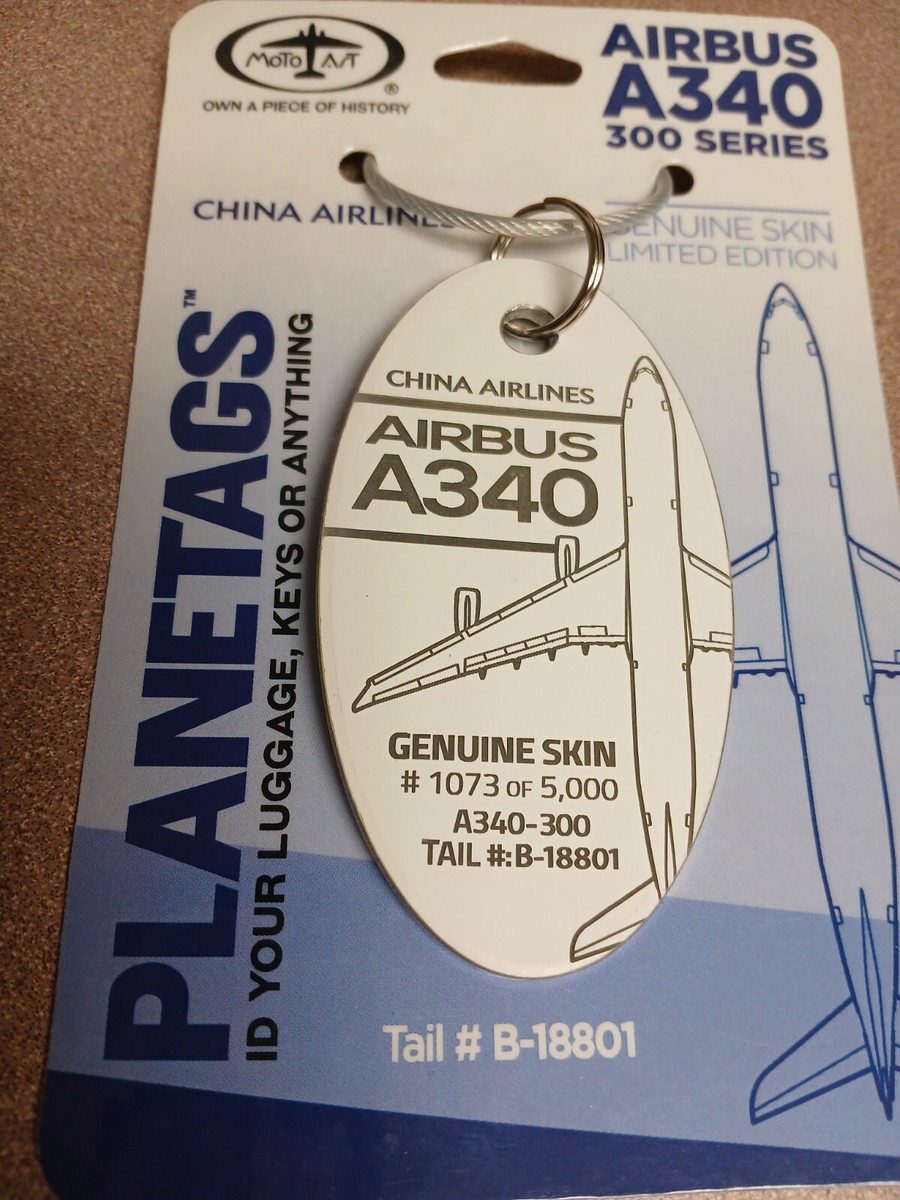 MOTO ART ®
OWN A PIECE OF HISTORY
AIRBUS
A340
300 SERIES
CHINA AIRLINES
GENUINE SKIN
LIMITED EDITION
PLANETAGS™
ID YOUR LUGGAGE, KEYS OR ANYTHING
CHINA AIRLINES
AIRBUS
A340
GENUINE SKIN
# 1073 OF 5,000
A340-300
TAIL #: B-18801
Tail # B-18801